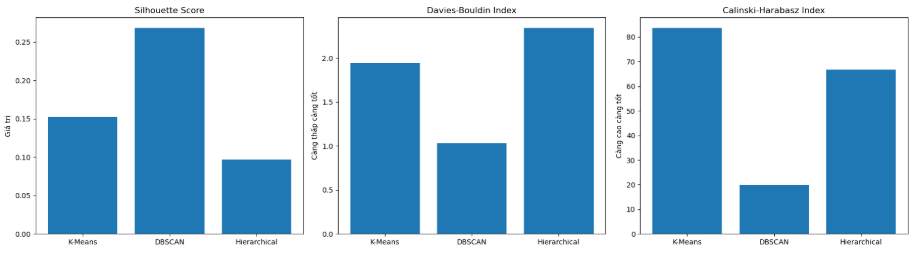 Silhouette Score
Giá trị
0.25
0.20
0.15
0.10
0.05
0.00
K-Means DBSCAN Hierarchical
Davies-Bouldin Index
Càng thấp càng tốt
2.0
1.5
1.0
0.5
0.0
K-Means DBSCAN Hierarchical
Calinski-Harabasz Index
Càng cao càng tốt
80
70
60
50
40
30
20
10
0
K-Means DBSCAN Hierarchical